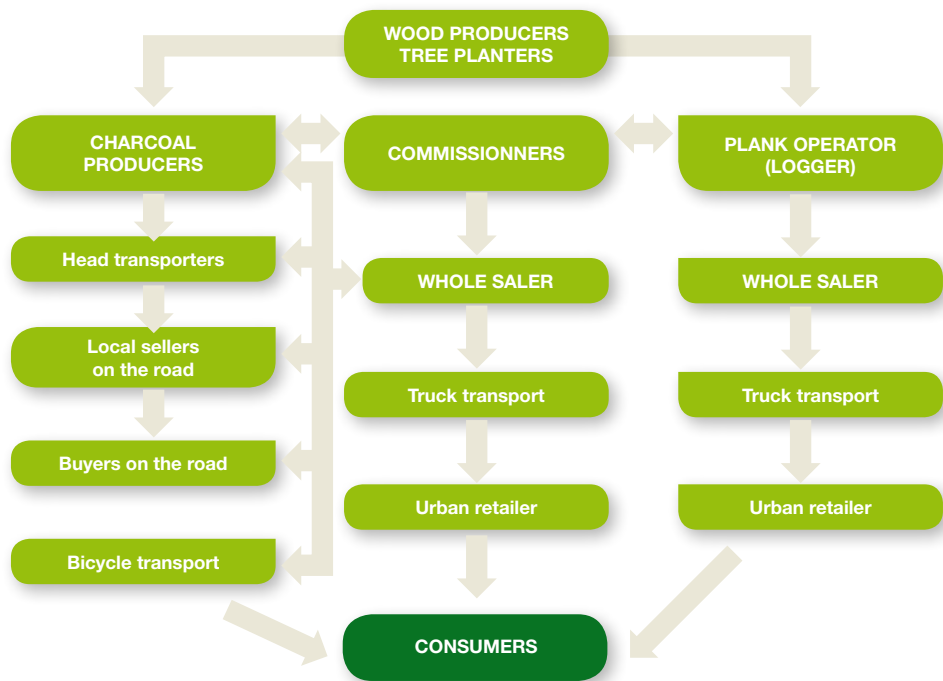 WOOD PRODUCERS
TREE PLANTERS
CHARCOAL
PRODUCERS
COMMISSIONNERS
PLANK OPERATOR
(LOGGER)
Head transporters
WHOLE SALER
WHOLE SALER
Local sellers
on the road
Truck transport
Truck transport
Buyers on the road
Urban retailer
Urban retailer
Bicycle transport
CONSUMERS